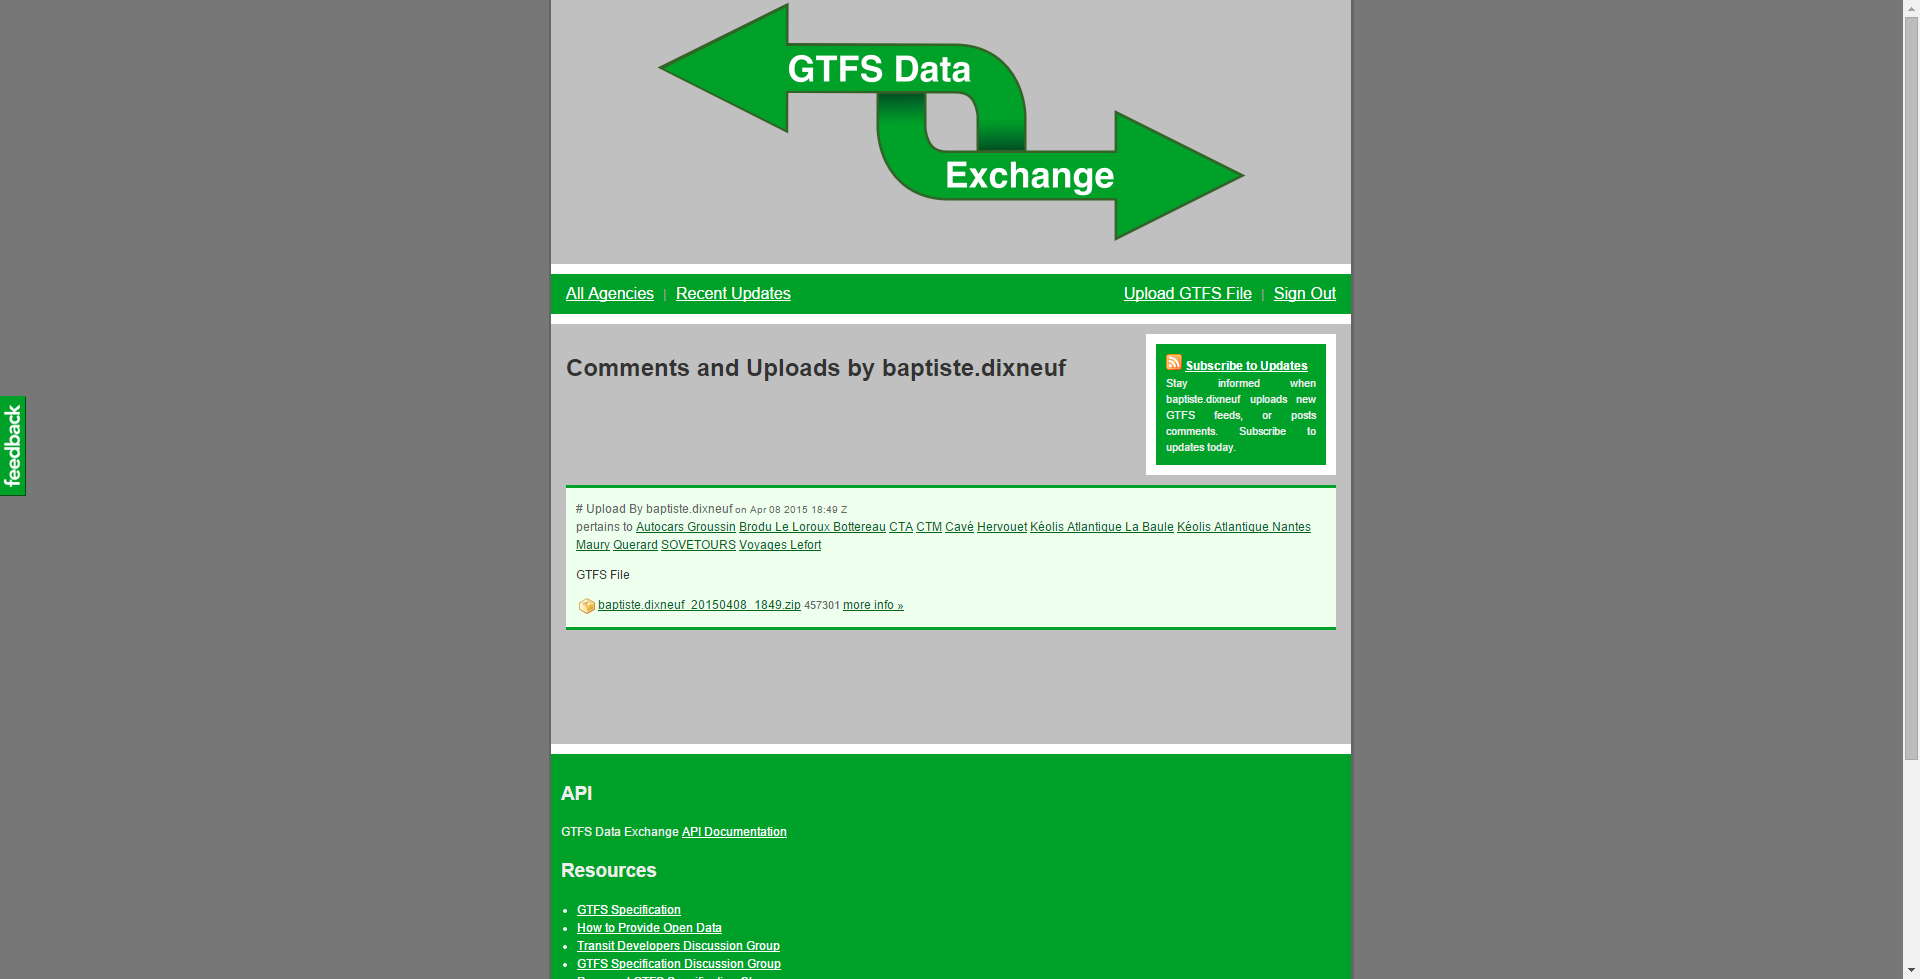 GTFS Data
Exchange
All Agencies | Recent Updates
Upload GTFS File | Sign Out
Comments and Uploads by baptiste.dixneuf
Subscribe to Updates
Stay informed when
baptiste.dixneuf uploads new
GTFS feeds, or posts
comments. Subscribe to
updates today.
feedback
# Upload By baptiste.dixneuf on Apr 08 2015 18:49 Z
pertains to Autocars Groussin Brodu Le Loroux Bottereau CTA CTM Cavé Hervouet Kéolis Atlantique La Baule Kéolis Atlantique Nantes
Maury Querard SOVETOURS Voyages Lefort
GTFS File
baptiste.dixneuf_20150408_1849.zip 457301 more info »
API
GTFS Data Exchange API Documentation
Resources
• GTFS Specification
• How to Provide Open Data
• Transit Developers Discussion Group
• GTFS Specification Discussion Group